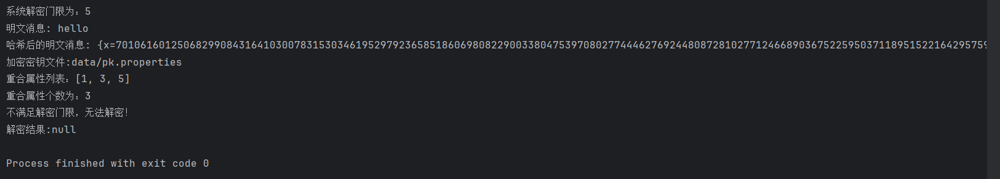 系统解密门限为：5
明文消息: hello
哈希后的明文消息: {x=70106160125068299084316410300783153034619529792365851860698082290033804753970802774446276924480872810277124668903675225950371189515221642957 59
加密密钥文件:data/pk.properties
重合属性列表：[1, 3, 5]
重合属性个数为：3
不满足解密门限，无法解密!
解密结果:null
Process finished with exit code 0